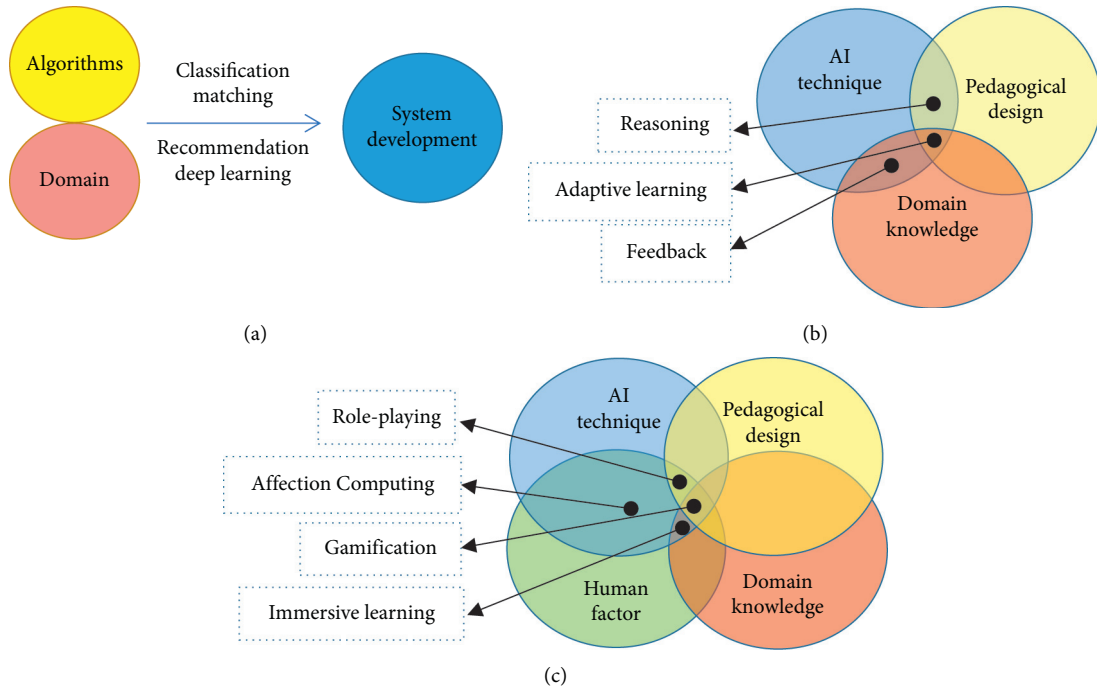 Algorithms
Domain
Classification
matching
Recommendation
deep learning
System
development
(a)
AI
technique
Pedagogical
design
Reasoning
Adaptive learning
Feedback
Domain
knowledge
(b)
AI
technique
Pedagogical
design
Role-playing
Affection Computing
Gamification
Immersive learning
Human
factor
Domain
knowledge
(c)